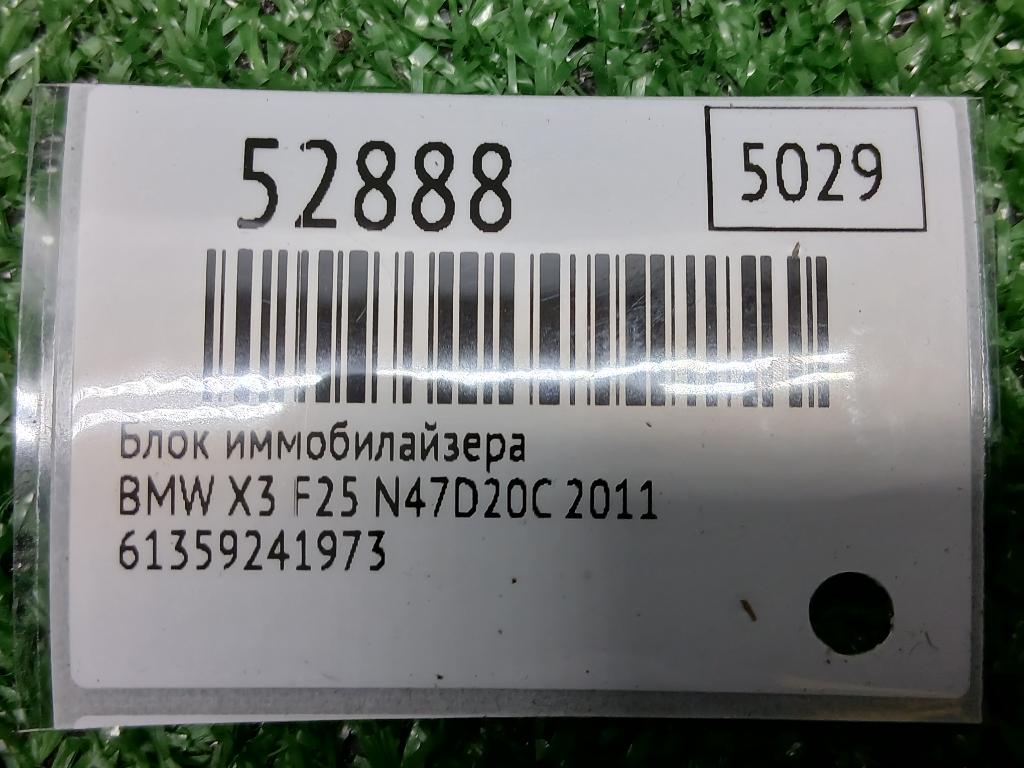 52888
5029
Блок иммобилайзера
BMW X3 F25 N47D20C 2011
61359241973